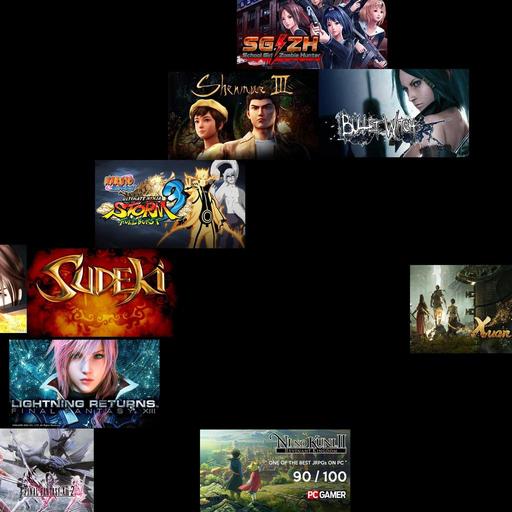 SG/ZH
School Girl Zombie Hunter
Shenmue III
BULLET WITCH
NARUTO
ULTIMATE NINJA
STORM 3
FULL BURST
SUDEKI
Xuan
LIGHTNING RETURNS
FINAL FANTASY XIII
FINAL FANTASY XIII-2
NI NO KUNI II
REVENANT KINGDOM
"ONE OF THE BEST JRPGs ON PC"
90 / 100
PC GAMER